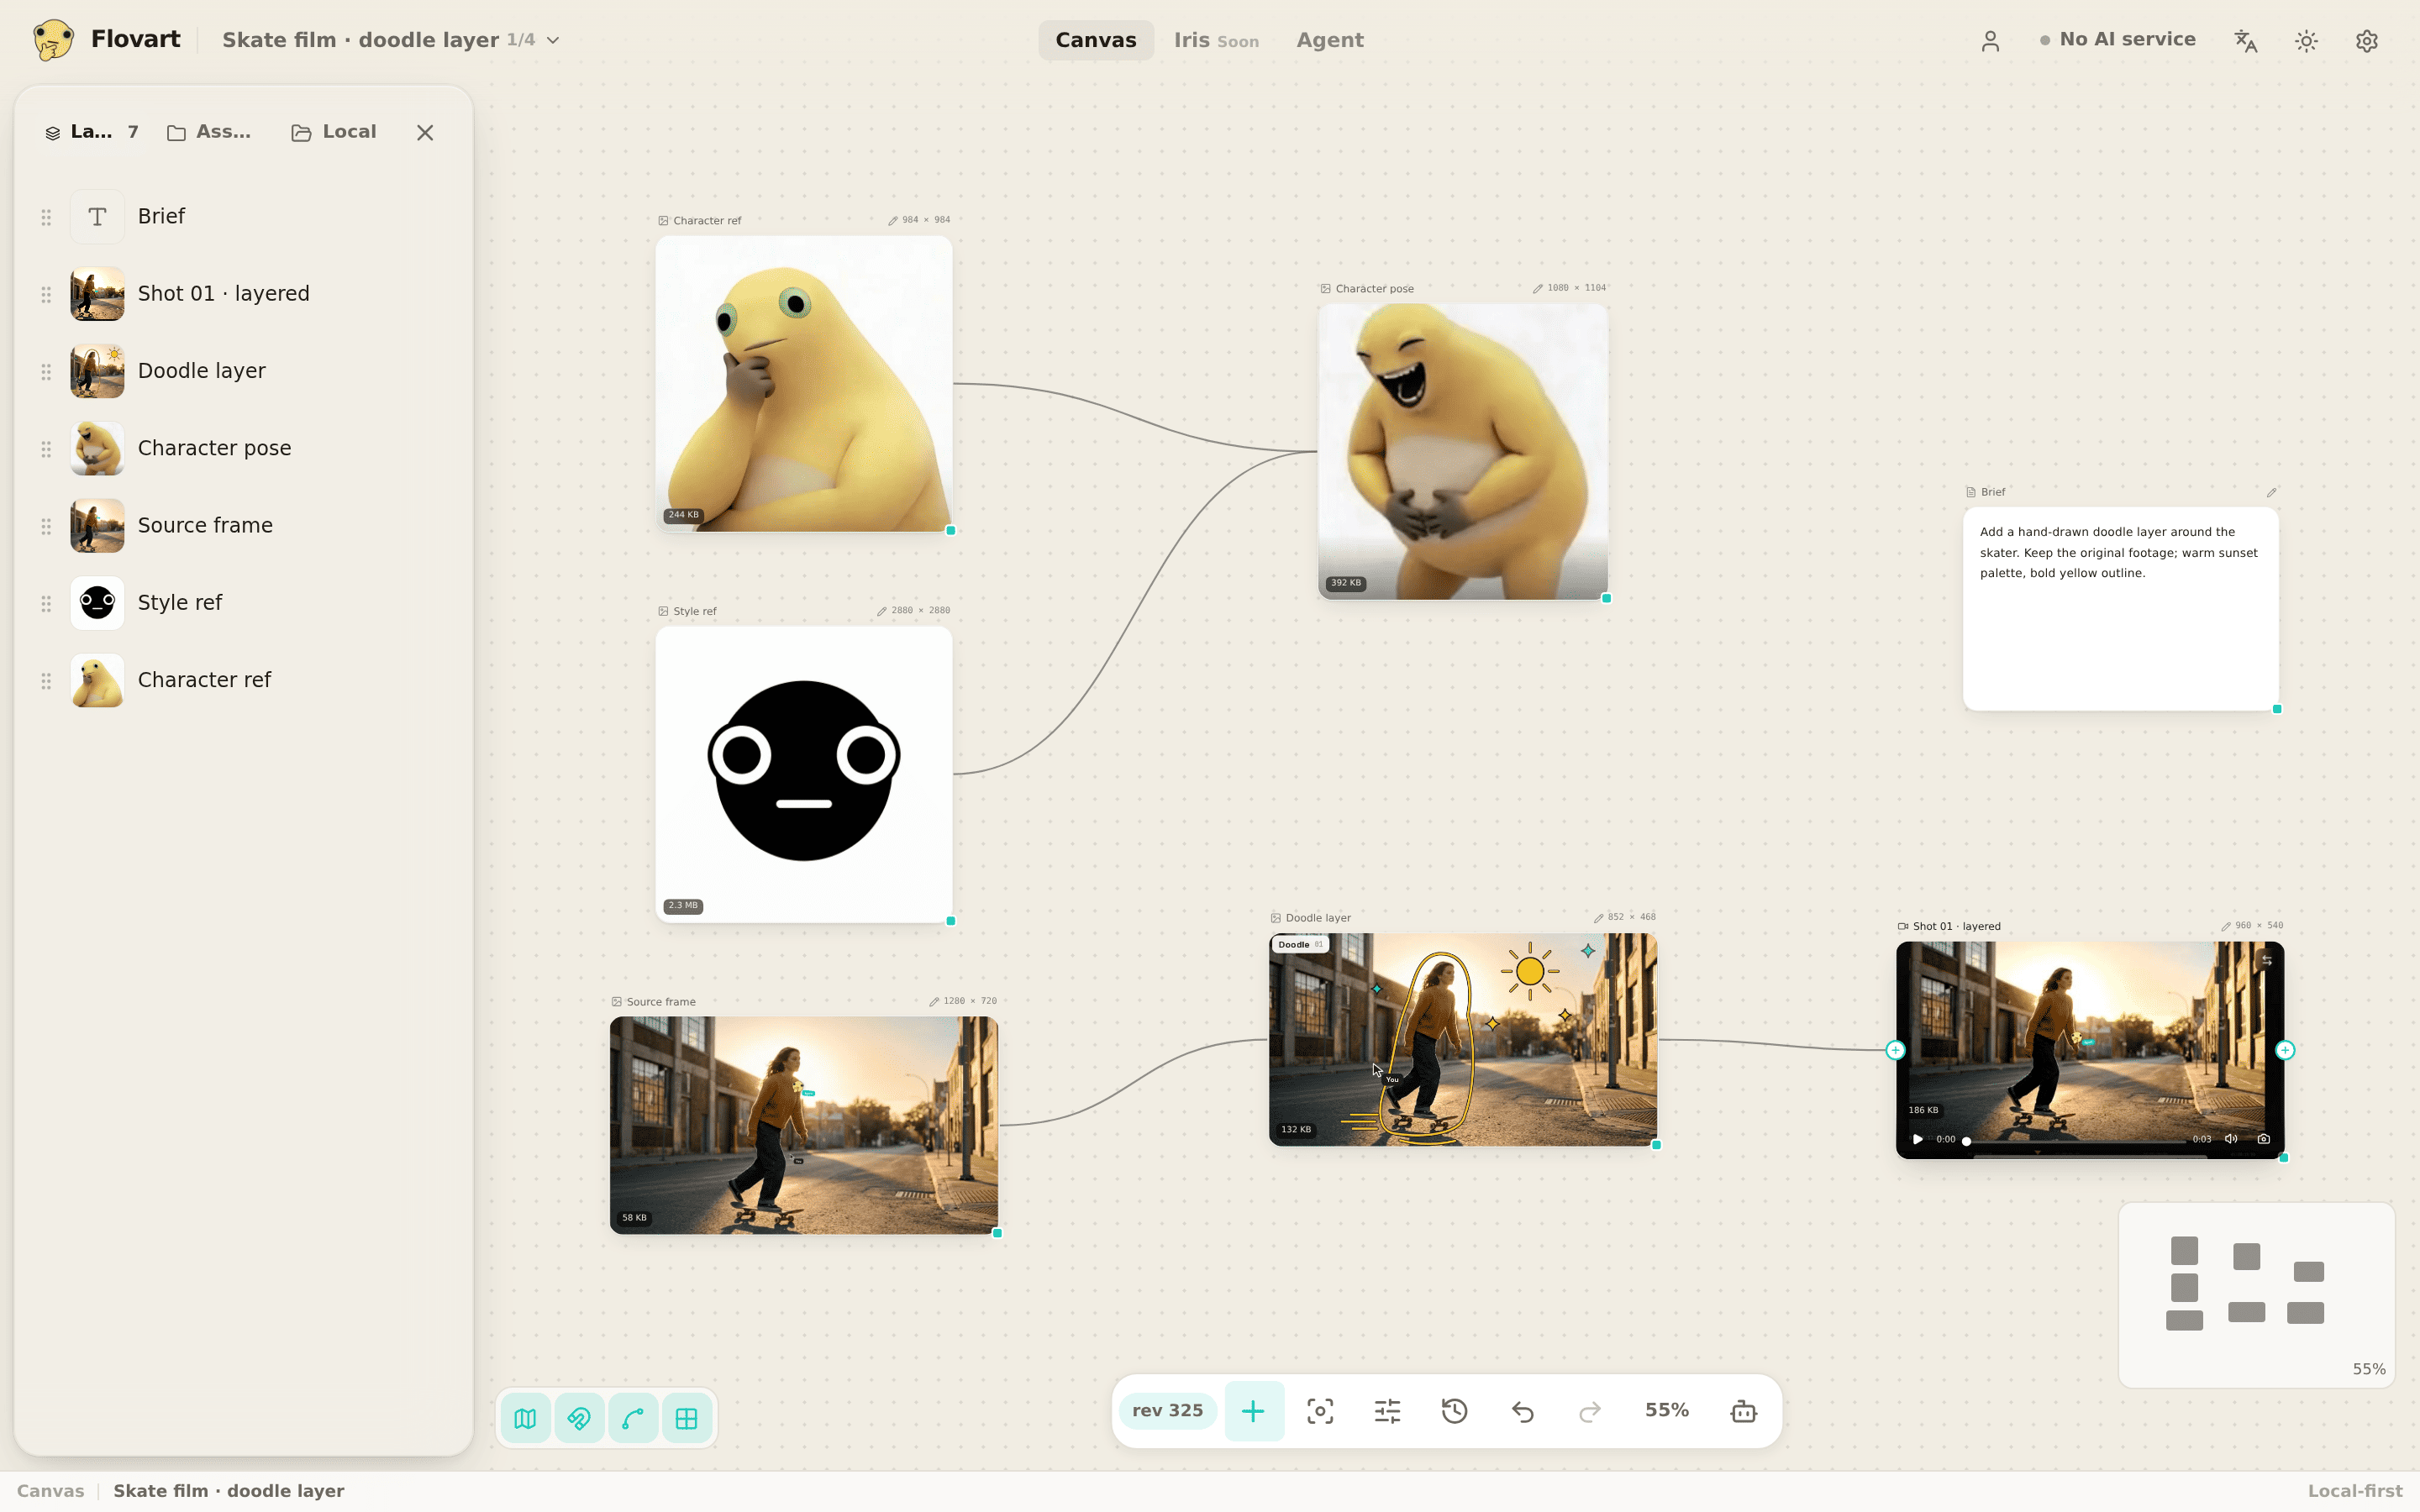 Flovart
Skate film · doodle layer 1/4
Canvas
Iris Soon
Agent
No AI service
La... 7
Ass...
Local
Brief
Shot 01 · layered
Doodle layer
Character pose
Source frame
Style ref
Character ref
Character ref
984 × 984
244 KB
Character pose
1080 × 1104
392 KB
Brief
Add a hand-drawn doodle layer around the
skater. Keep the original footage; warm sunset
palette, bold yellow outline.
Style ref
2880 × 2880
2.3 MB
Doodle layer
852 × 468
Doodle 01
You
132 KB
Shot 01 · layered
960 × 540
186 KB
0:00
0:03
Source frame
1280 × 720
58 KB
55%
rev 325
55%
Canvas
Skate film · doodle layer
Local-first